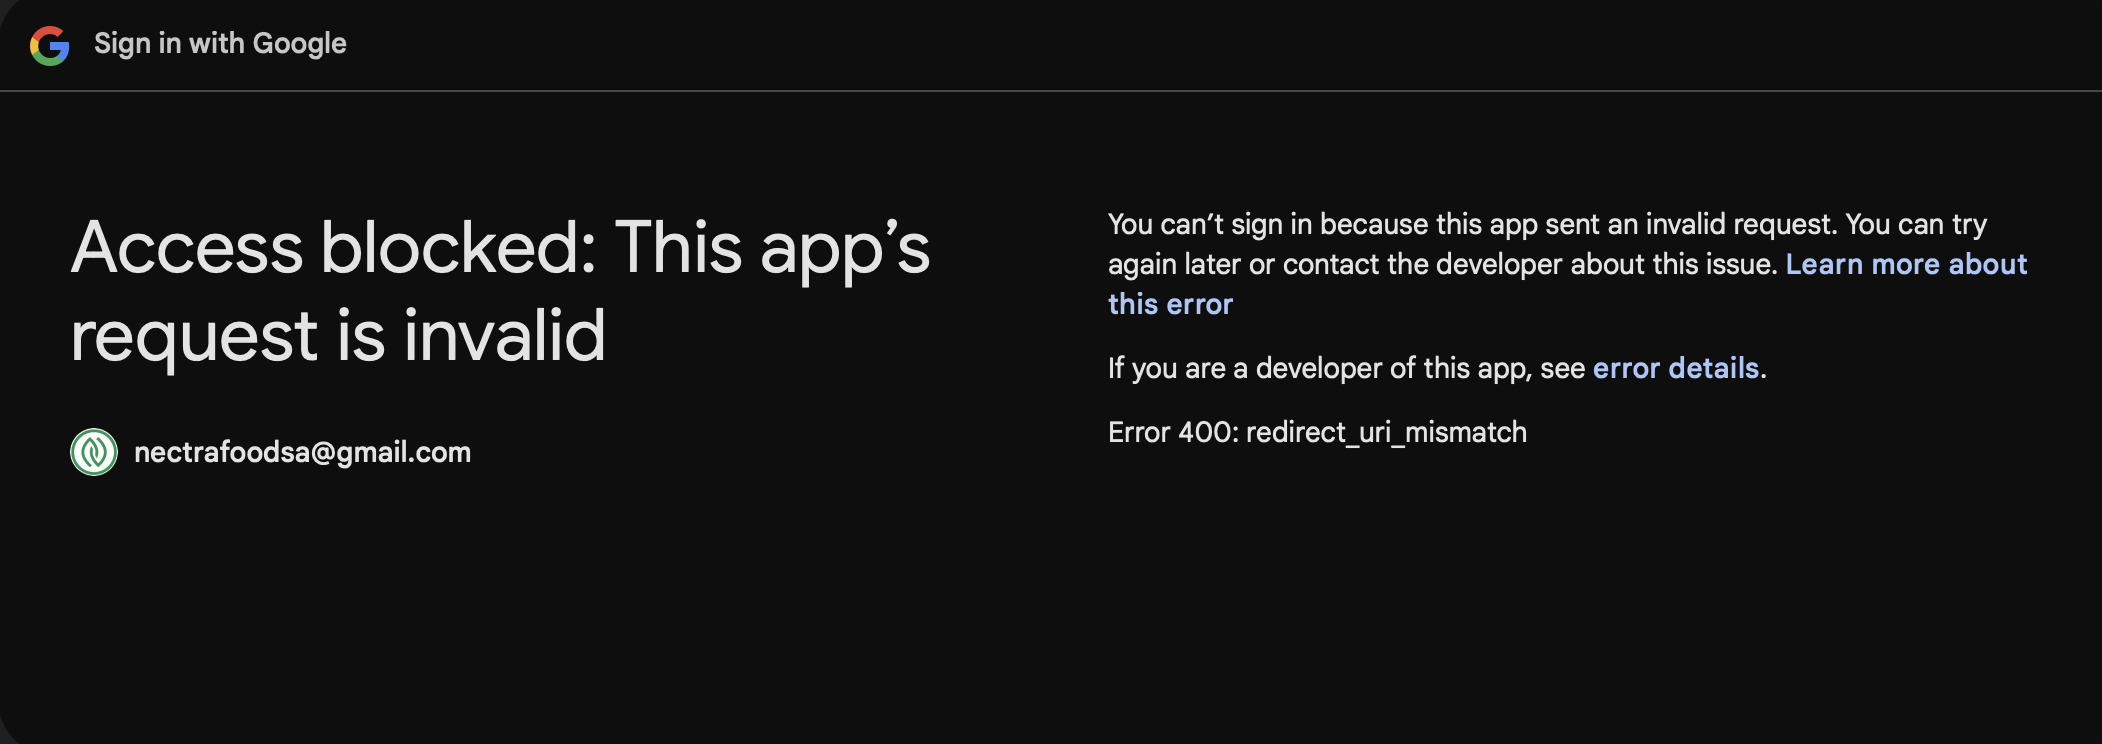 Sign in with Google
Access blocked: This app’s
request is invalid
nectrafoodsa@gmail.com
You can’t sign in because this app sent an invalid request. You can try
again later or contact the developer about this issue. Learn more about
this error
If you are a developer of this app, see error details.
Error 400: redirect_uri_mismatch